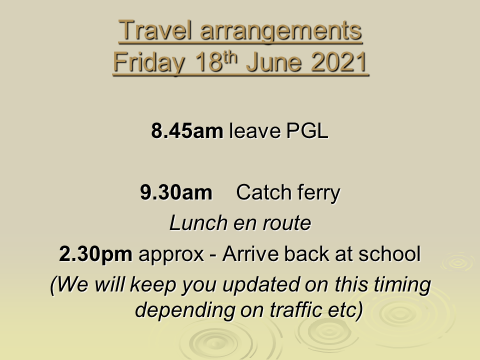 Travel arrangements
Friday 18th June 2021
8.45am leave PGL
9.30am Catch ferry
Lunch en route
2.30pm approx - Arrive back at school
(We will keep you updated on this timing
depending on traffic etc)